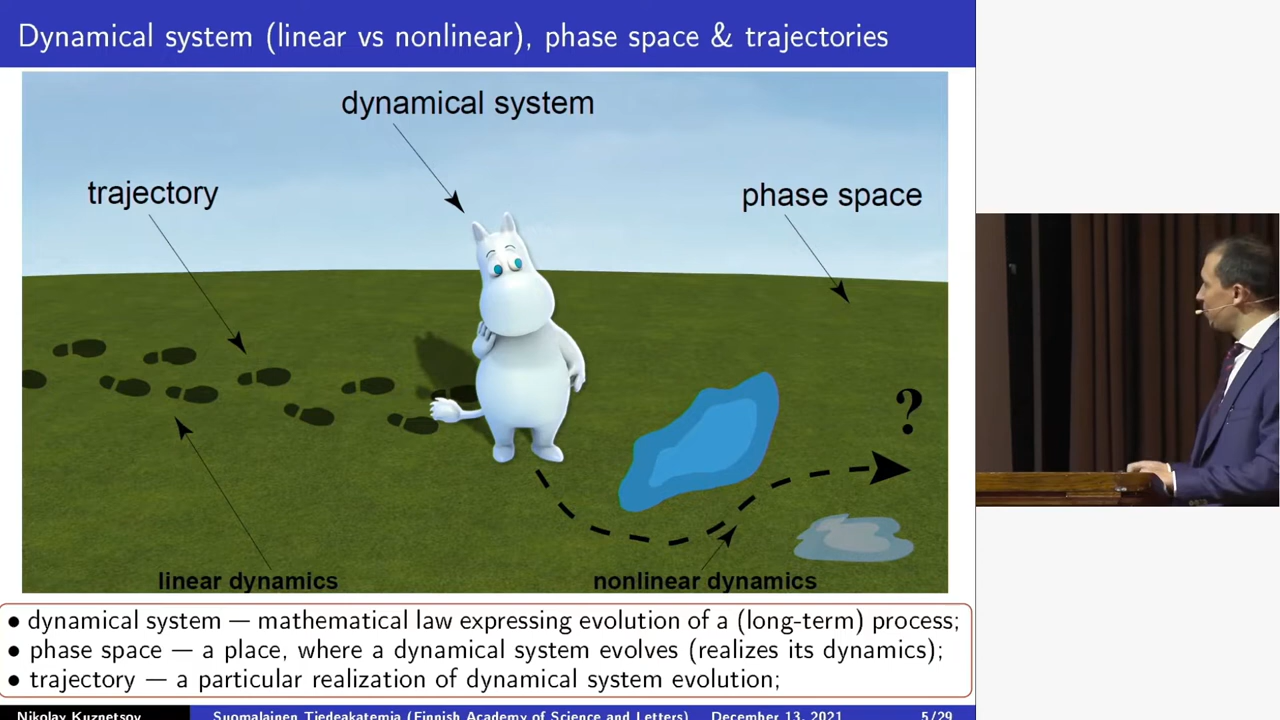 Dynamical system (linear vs nonlinear), phase space & trajectories
dynamical system
trajectory
phase space
?
linear dynamics
nonlinear dynamics
• dynamical system — mathematical law expressing evolution of a (long-term) process;
• phase space — a place, where a dynamical system evolves (realizes its dynamics);
• trajectory — a particular realization of dynamical system evolution;
Nikolay Kuznetsov Suomalainen Tiedeakatemia (Finnish Academy of Science and Letters) December 13, 2021 5/29